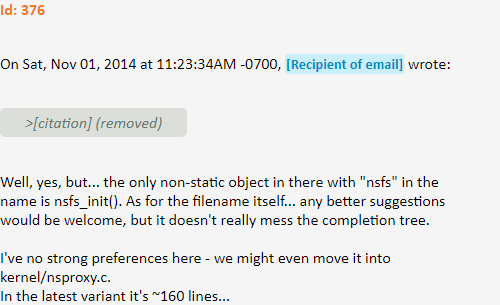 Id: 376
On Sat, Nov 01, 2014 at 11:23:34AM -0700, [Recipient of email] wrote:
>[citation] (removed)
Well, yes, but... the only non-static object in there with "nsfs" in the
name is nsfs_init(). As for the filename itself... any better suggestions
would be welcome, but it doesn't really mess the completion tree.
I've no strong preferences here - we might even move it into
kernel/nsproxy.c.
In the latest variant it's ~160 lines...